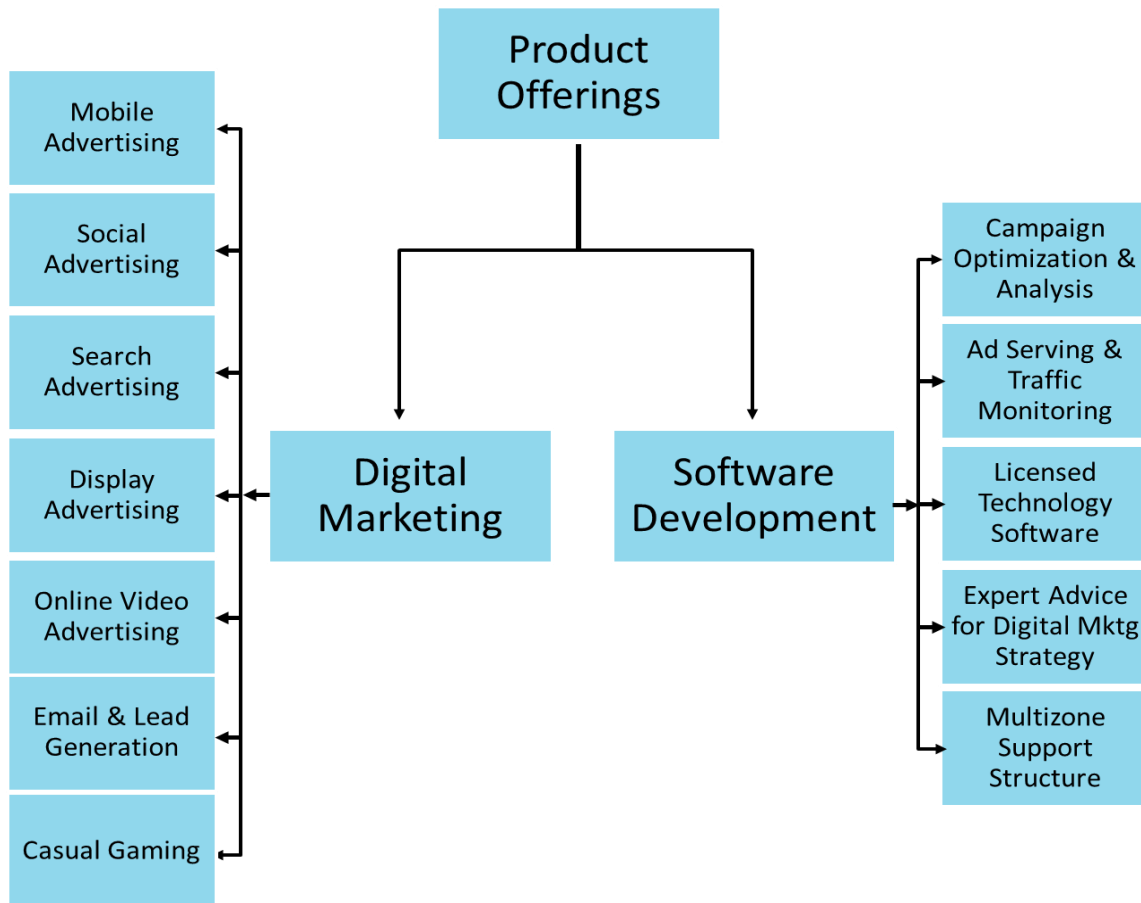 Product
Offerings
Mobile
Advertising
Social
Advertising
Search
Advertising
Display
Advertising
Online Video
Advertising
Email & Lead
Generation
Casual Gaming
Digital
Marketing
Software
Development
Campaign
Optimization &
Analysis
Ad Serving &
Traffic
Monitoring
Licensed
Technology
Software
Expert Advice
for Digital Mktg
Strategy
Multizone
Support
Structure